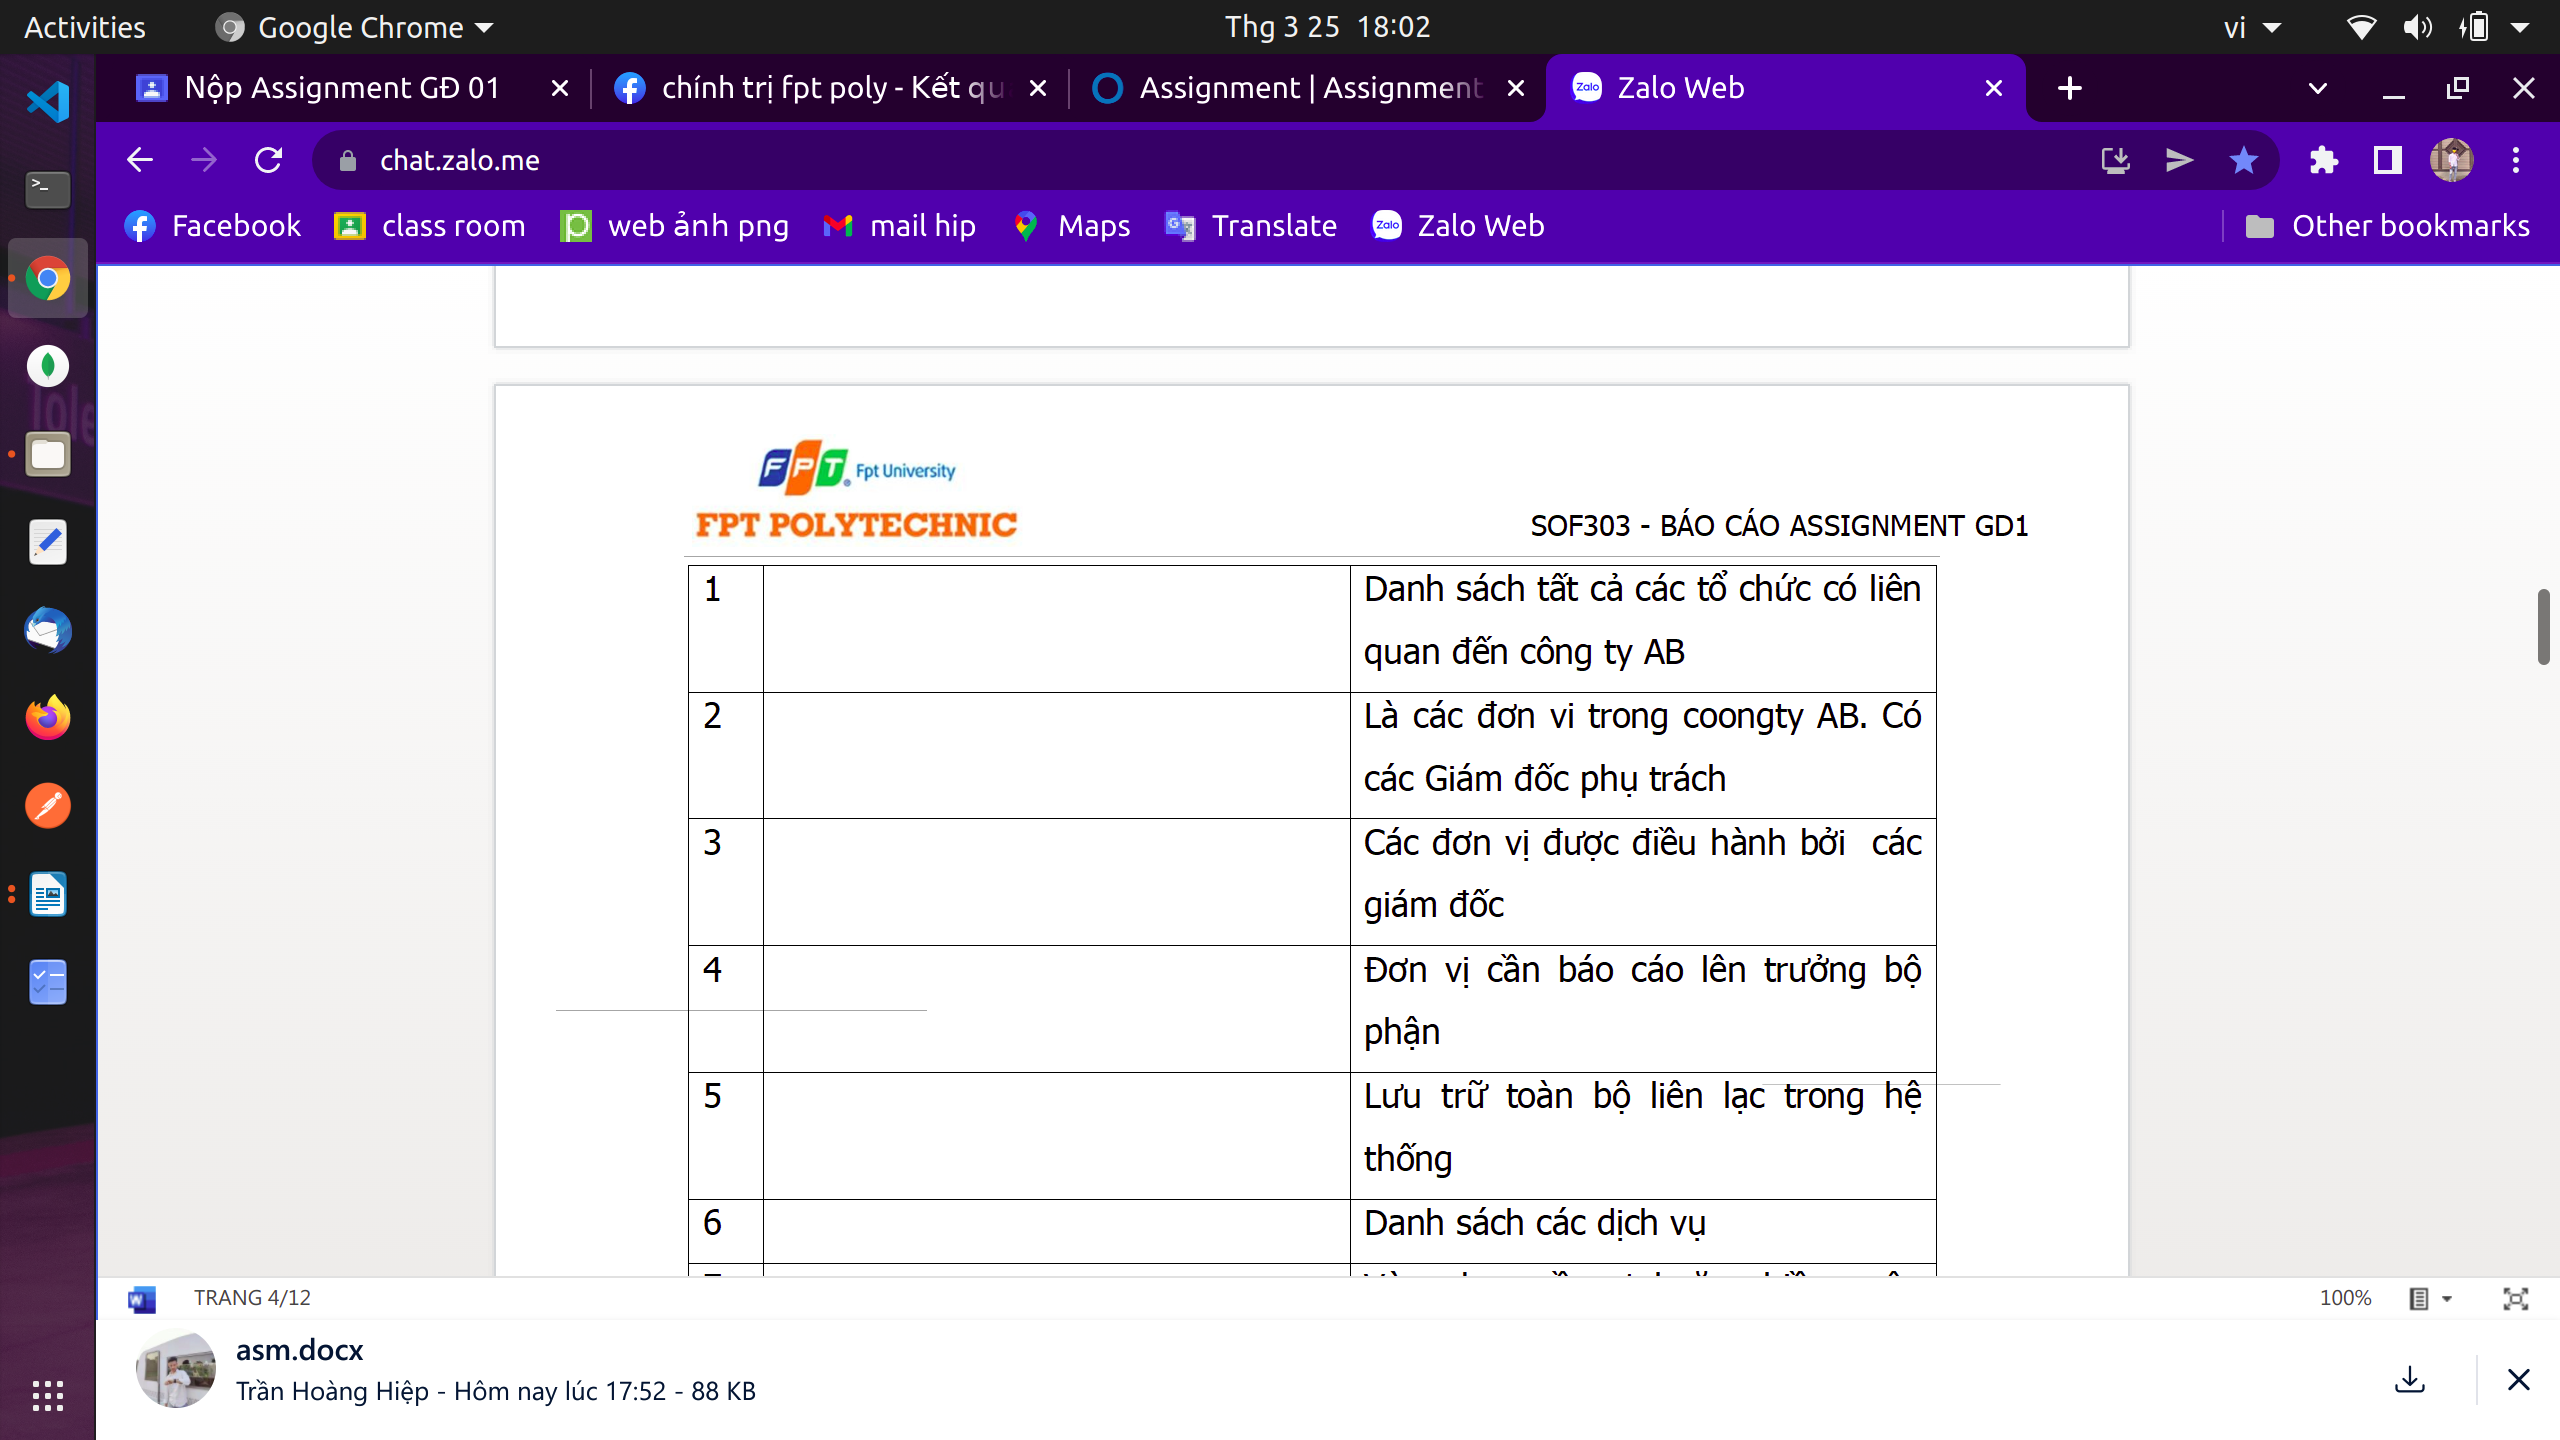 Activities
Google Chrome
Thg 3 25 18:02
vi
Nộp Assignment GĐ 01
chính trị fpt poly - Kết qu
Assignment | Assignment
Zalo Web
chat.zalo.me
Facebook
class room
web ảnh png
mail hip
Maps
Translate
Zalo Web
Other bookmarks
FPT Fpt University
FPT POLYTECHNIC
SOF303 - BÁO CÁO ASSIGNMENT GD1
1
Danh sách tất cả các tổ chức có liên
quan đến công ty AB
2
Là các đơn vi trong coongty AB. Có
các Giám đốc phụ trách
3
Các đơn vị được điều hành bởi các
giám đốc
4
Đơn vị cần báo cáo lên trưởng bộ
phận
5
Lưu trữ toàn bộ liên lạc trong hệ
thống
6
Danh sách các dịch vụ
TRANG 4/12
100%
asm.docx
Trần Hoàng Hiệp - Hôm nay lúc 17:52 - 88 KB